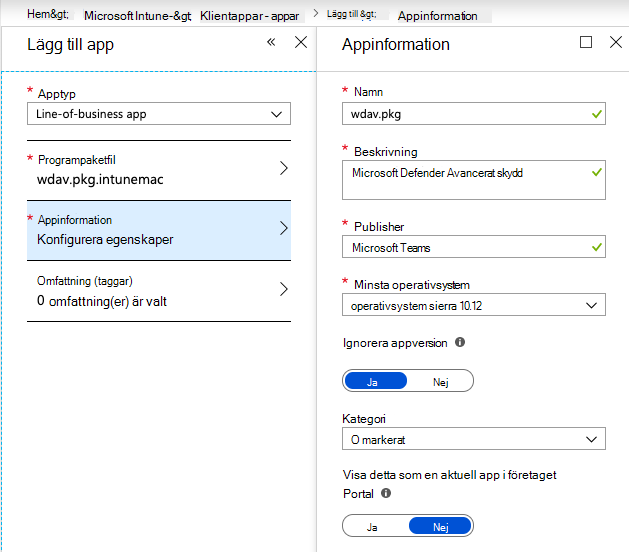 Hem&gt; Microsoft Intune-&gt; Klientappar - appar > Lägg till &gt; Appinformation
Lägg till app «
* Apptyp
Line-of-business app
* Programpaketfil
wdav.pkg.intunemac
* Appinformation
Konfigurera egenskaper
Omfattning (taggar)
0 omfattning(er) är valt
Appinformation
* Namn
wdav.pkg
* Beskrivning
Microsoft Defender Avancerat skydd
* Publisher
Microsoft Teams
* Minsta operativsystem
operativsystem sierra 10.12
Ignorera appversion
Ja Nej
Kategori
O markerat
Visa detta som en aktuell app i företaget
Portal
Ja Nej